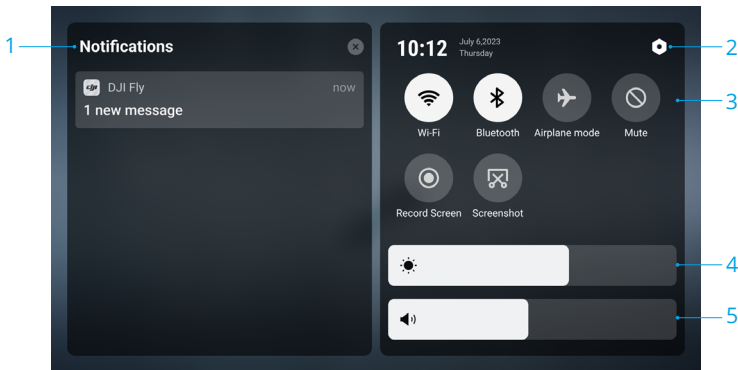 1
Notifications
dji
DJI Fly
now
1 new message
10:12
July 6,2023
Thursday
2
Wi-Fi
Bluetooth
Airplane mode
Mute
3
Record Screen
Screenshot
4
5